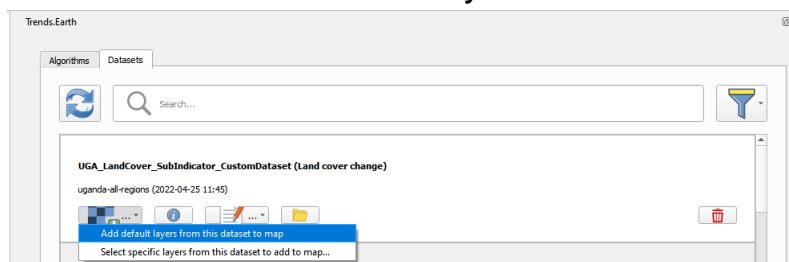 Trends.Earth
Algorithms Datasets
Search...
UGA_LandCover_SubIndicator_CustomDataset (Land cover change)
uganda-all-regions (2022-04-25 11:45)
... ...
Add default layers from this dataset to map
Select specific layers from this dataset to add to map...